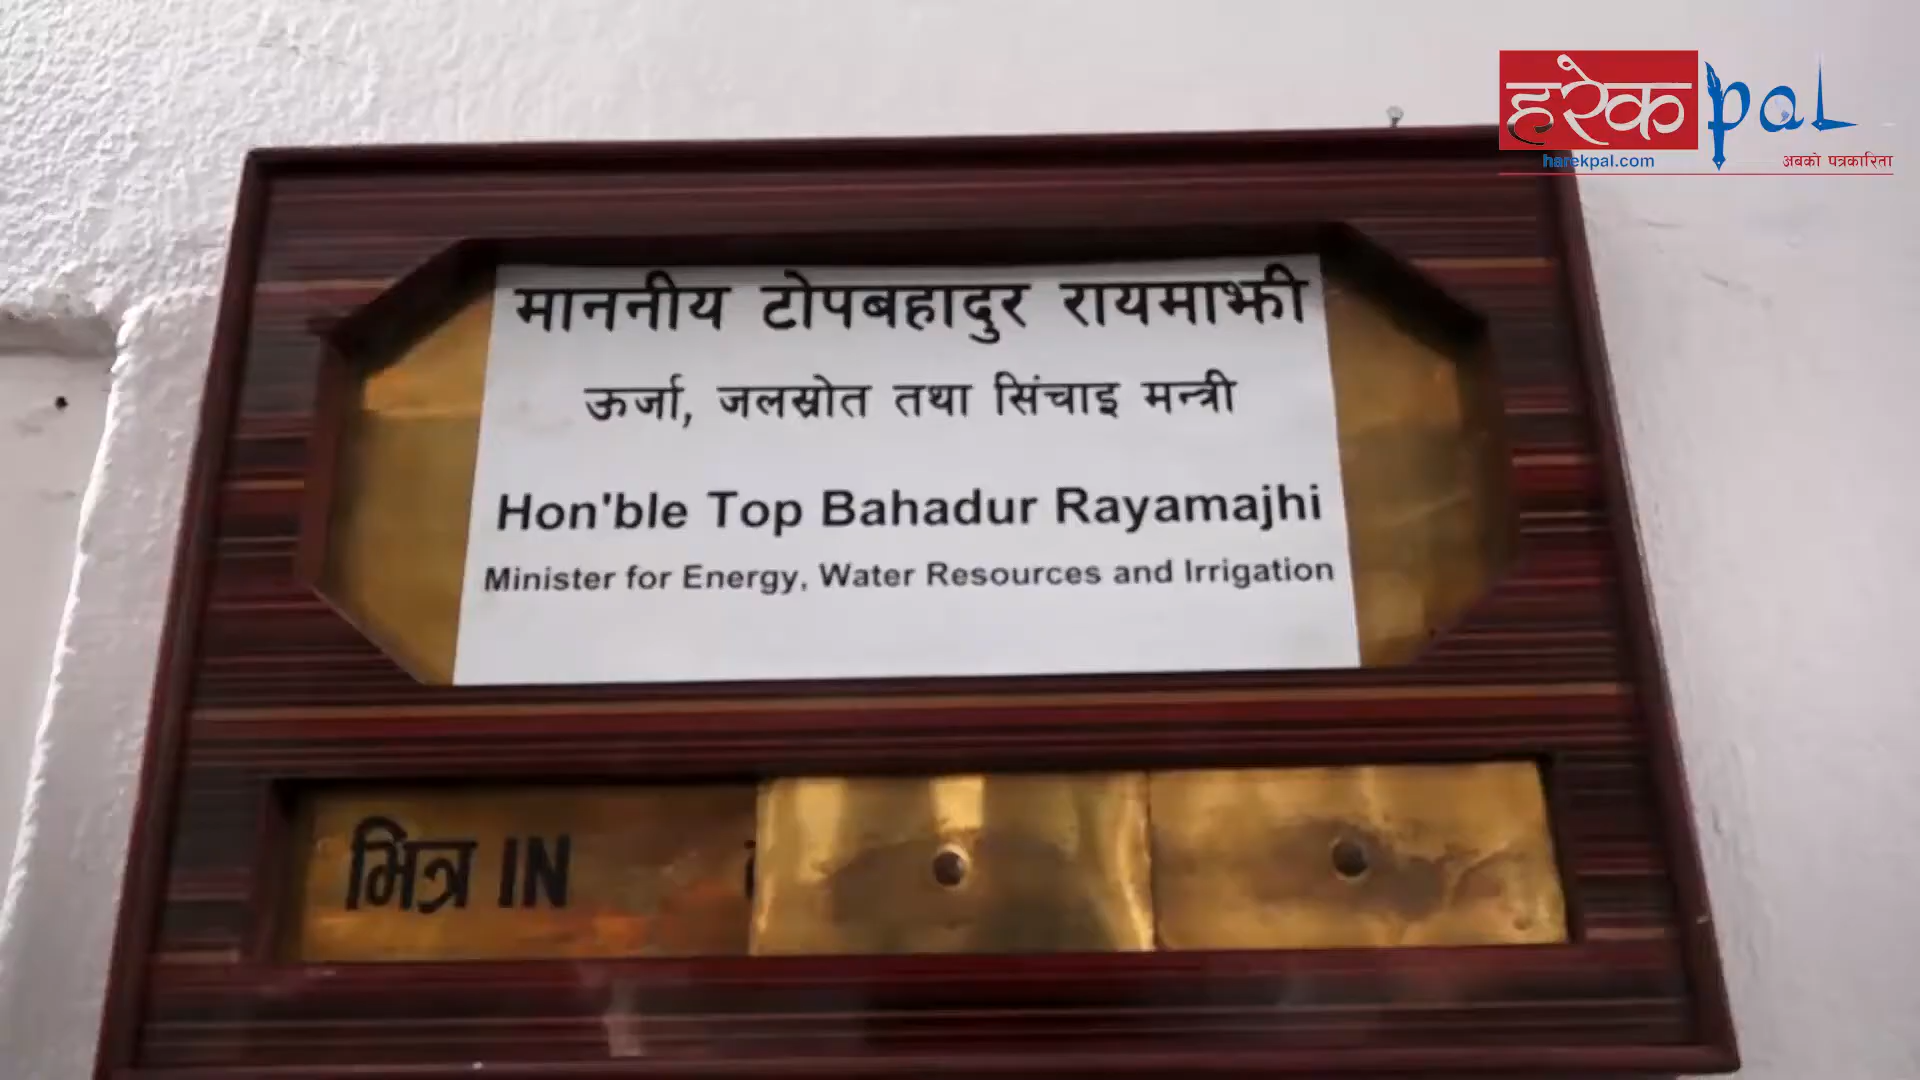 हरेक pal
harekpal.com
अबको पत्रकारिता
माननीय टोपबहादुर रायमाझी
ऊर्जा, जलस्रोत तथा सिंचाइ मन्त्री
Hon'ble Top Bahadur Rayamajhi
Minister for Energy, Water Resources and Irrigation
भित्र IN